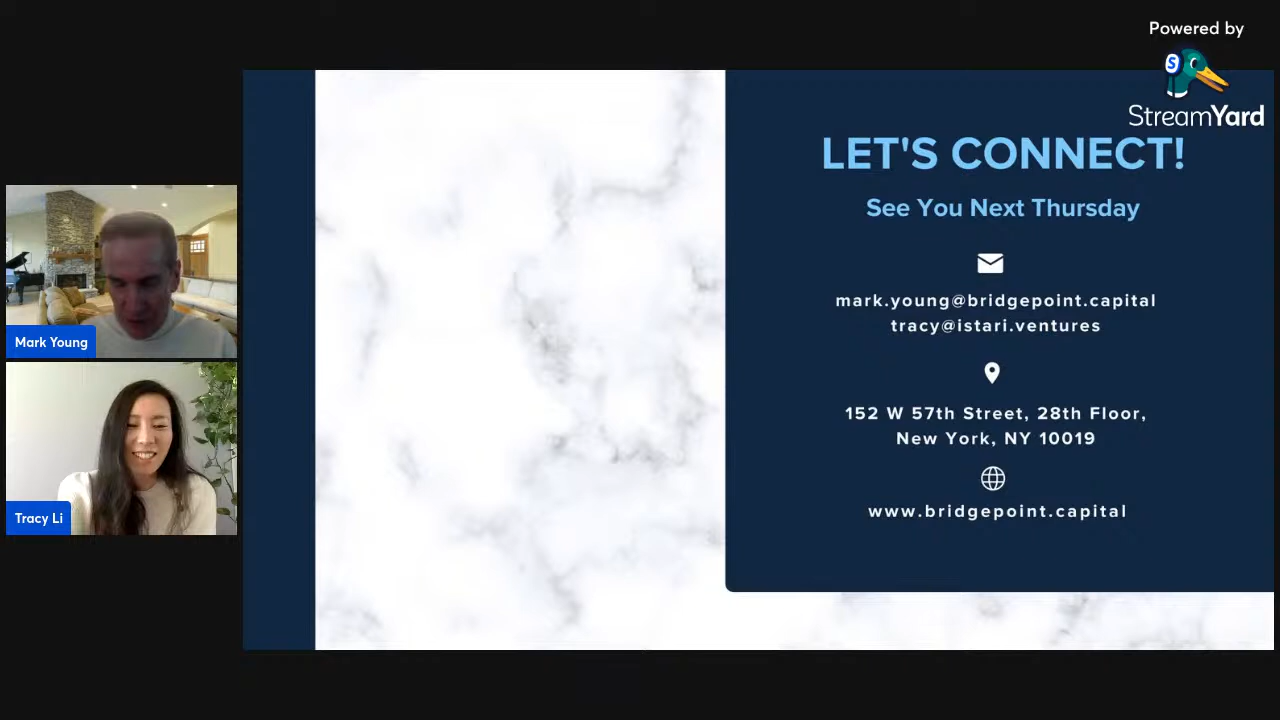 Powered by
S
StreamYard
LET'S CONNECT!
See You Next Thursday
mark.young@bridgepoint.capital
tracy@istari.ventures
152 W 57th Street, 28th Floor,
New York, NY 10019
www.bridgepoint.capital
Mark Young
Tracy Li